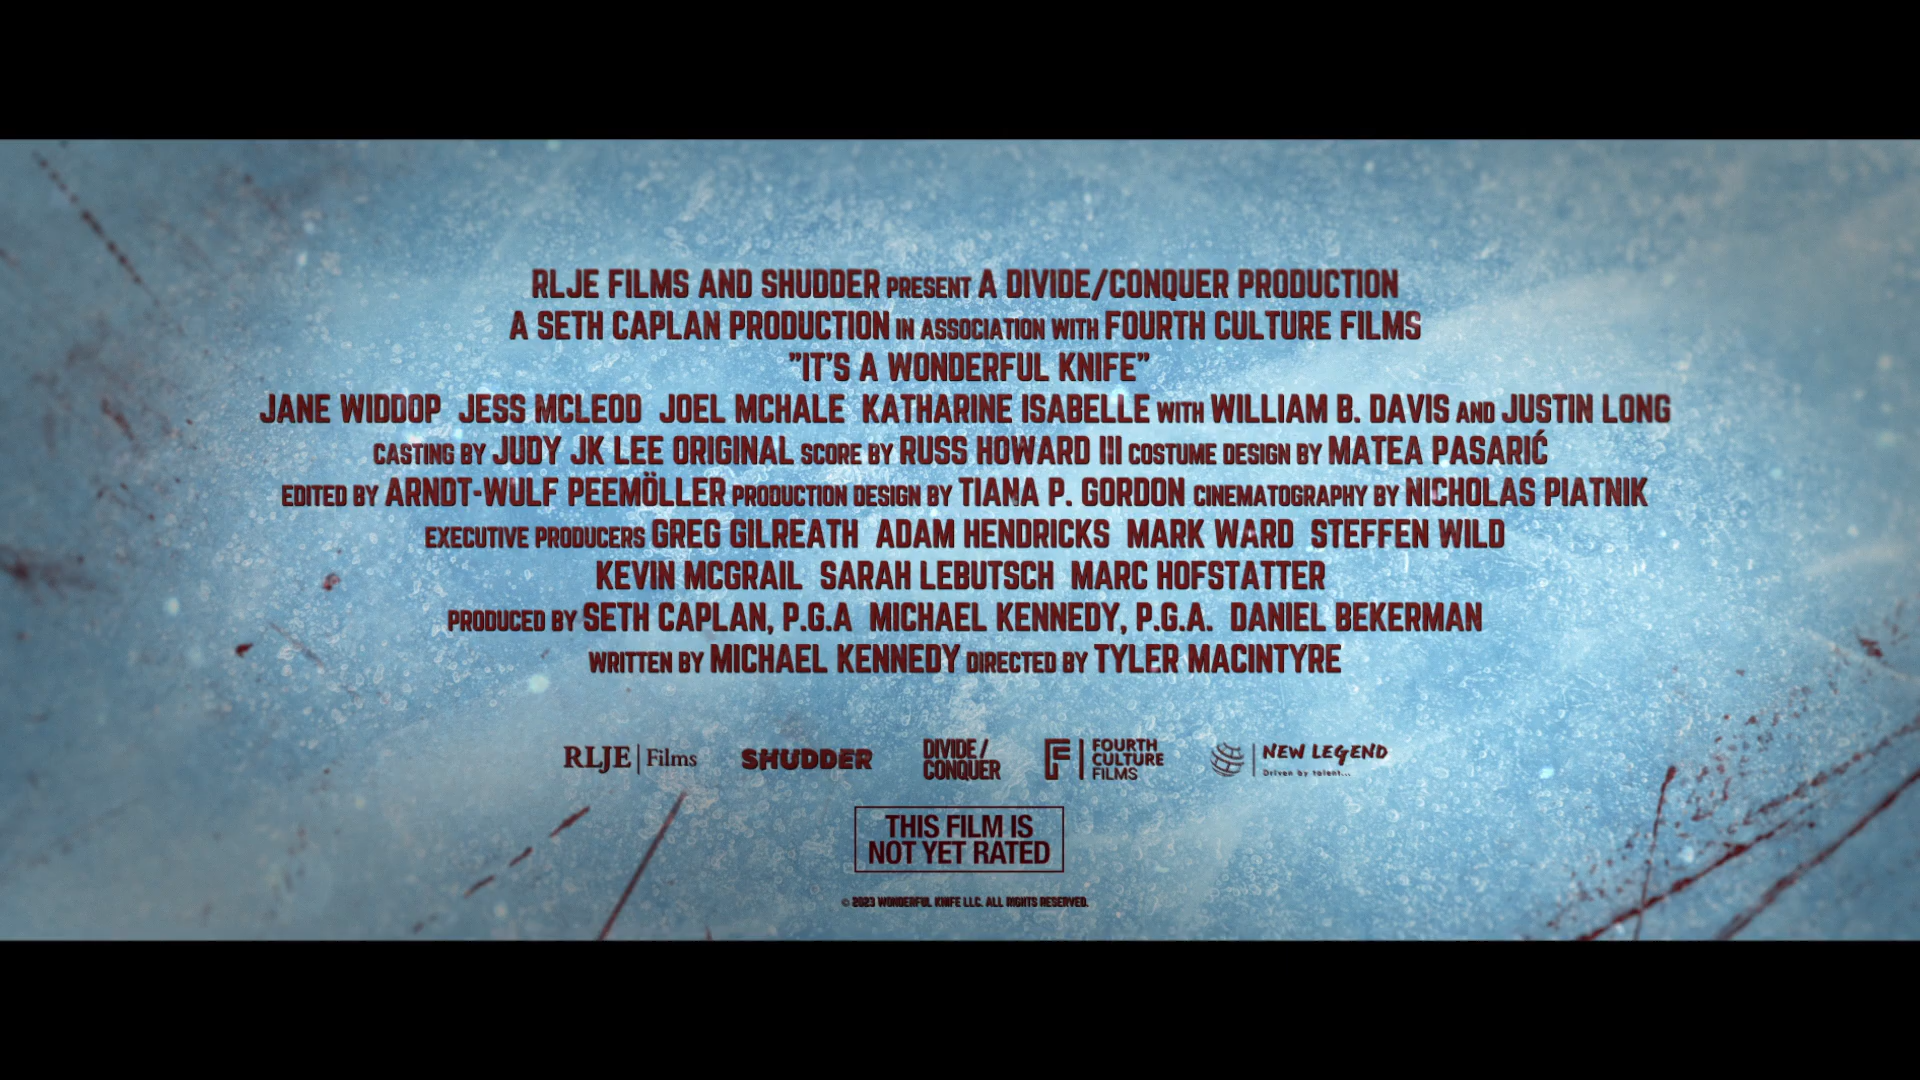 RLJE FILMS AND SHUDDER PRESENT A DIVIDE/CONQUER PRODUCTION
A SETH CAPLAN PRODUCTION IN ASSOCIATION WITH FOURTH CULTURE FILMS
"IT'S A WONDERFUL KNIFE"
JANE WIDDOP JESS MCLEOD JOEL MCHALE KATHARINE ISABELLE WITH WILLIAM B. DAVIS AND JUSTIN LONG
CASTING BY JUDY JK LEE ORIGINAL SCORE BY RUSS HOWARD III COSTUME DESIGN BY MATEA PASARIĆ
EDITED BY ARNDT-WULF PEEMÖLLER PRODUCTION DESIGN BY TIANA P. GORDON CINEMATOGRAPHY BY NICHOLAS PIATNIK
EXECUTIVE PRODUCERS GREG GILREATH ADAM HENDRICKS MARK WARD STEFFEN WILD
KEVIN MCGRAIL SARAH LEBUTSCH MARC HOFSTATTER
PRODUCED BY SETH CAPLAN, P.G.A MICHAEL KENNEDY, P.G.A. DANIEL BEKERMAN
WRITTEN BY MICHAEL KENNEDY DIRECTED BY TYLER MACINTYRE
RLJE | Films
SHUDDER
DIVIDE/
CONQUER
FOURTH
CULTURE
FILMS
NEW LEGEND
Driven by talent...
THIS FILM IS
NOT YET RATED
© 2023 WONDERFUL KNIFE LLC. ALL RIGHTS RESERVED.